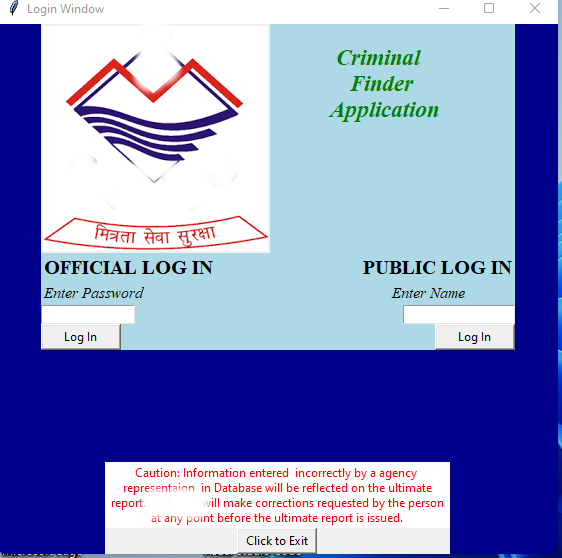 Login Window
Criminal
Finder
Application
मित्रता सेवा सुरक्षा
OFFICIAL LOG IN
PUBLIC LOG IN
Enter Password
Enter Name
Log In
Log In
Caution: Information entered incorrectly by a agency
representaion in Database will be reflected on the ultimate
report. will make corrections requested by the person
at any point before the ultimate report is issued.
Click to Exit